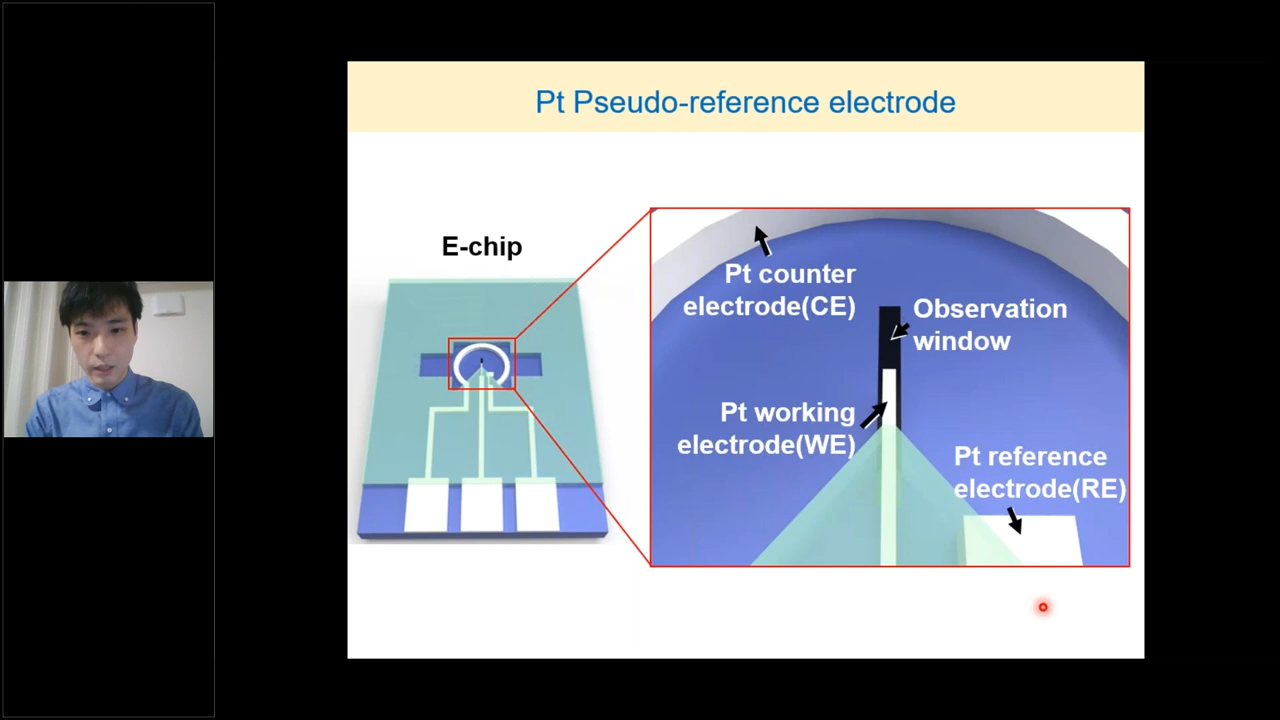 Pt Pseudo-reference electrode
E-chip
Pt counter
electrode(CE)
Observation
window
Pt working
electrode(WE)
Pt reference
electrode(RE)